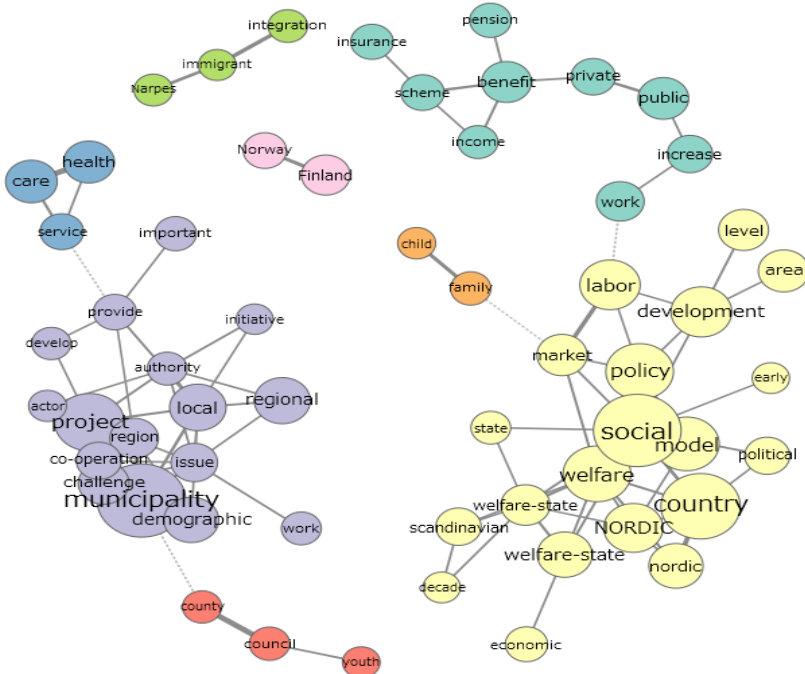 integration
pension
insurance
immigrant
Narpes
benefit
private
scheme
public
income
increase
Norway
Finland
health
care
service
work
important
level
area
child
family
labor
development
provide
initiative
develop
market
authority
policy
early
actor
project
local
regional
region
state
social
model
political
co-operation
issue
challenge
welfare
municipality
demographic
work
welfare-state
country
scandinavian
NORDIC
welfare-state
nordic
decade
county
council
youth
economic